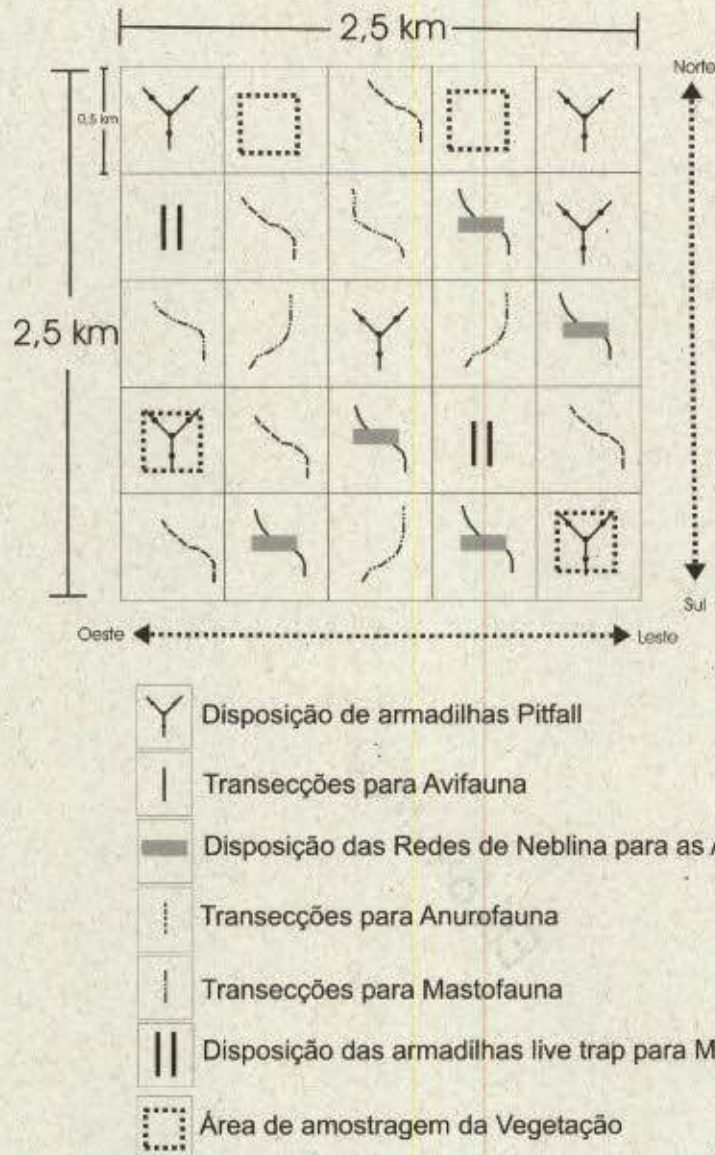 2,5 km
Norte
0,5 km
2,5 km
Sul
Oeste
Leste
Disposição de armadilhas Pitfall
Transecções para Avifauna
Disposição das Redes de Neblina para as
Transecções para Anurofauna
Transecções para Mastofauna
Disposição das armadilhas live trap para
Área de amostragem da Vegetação